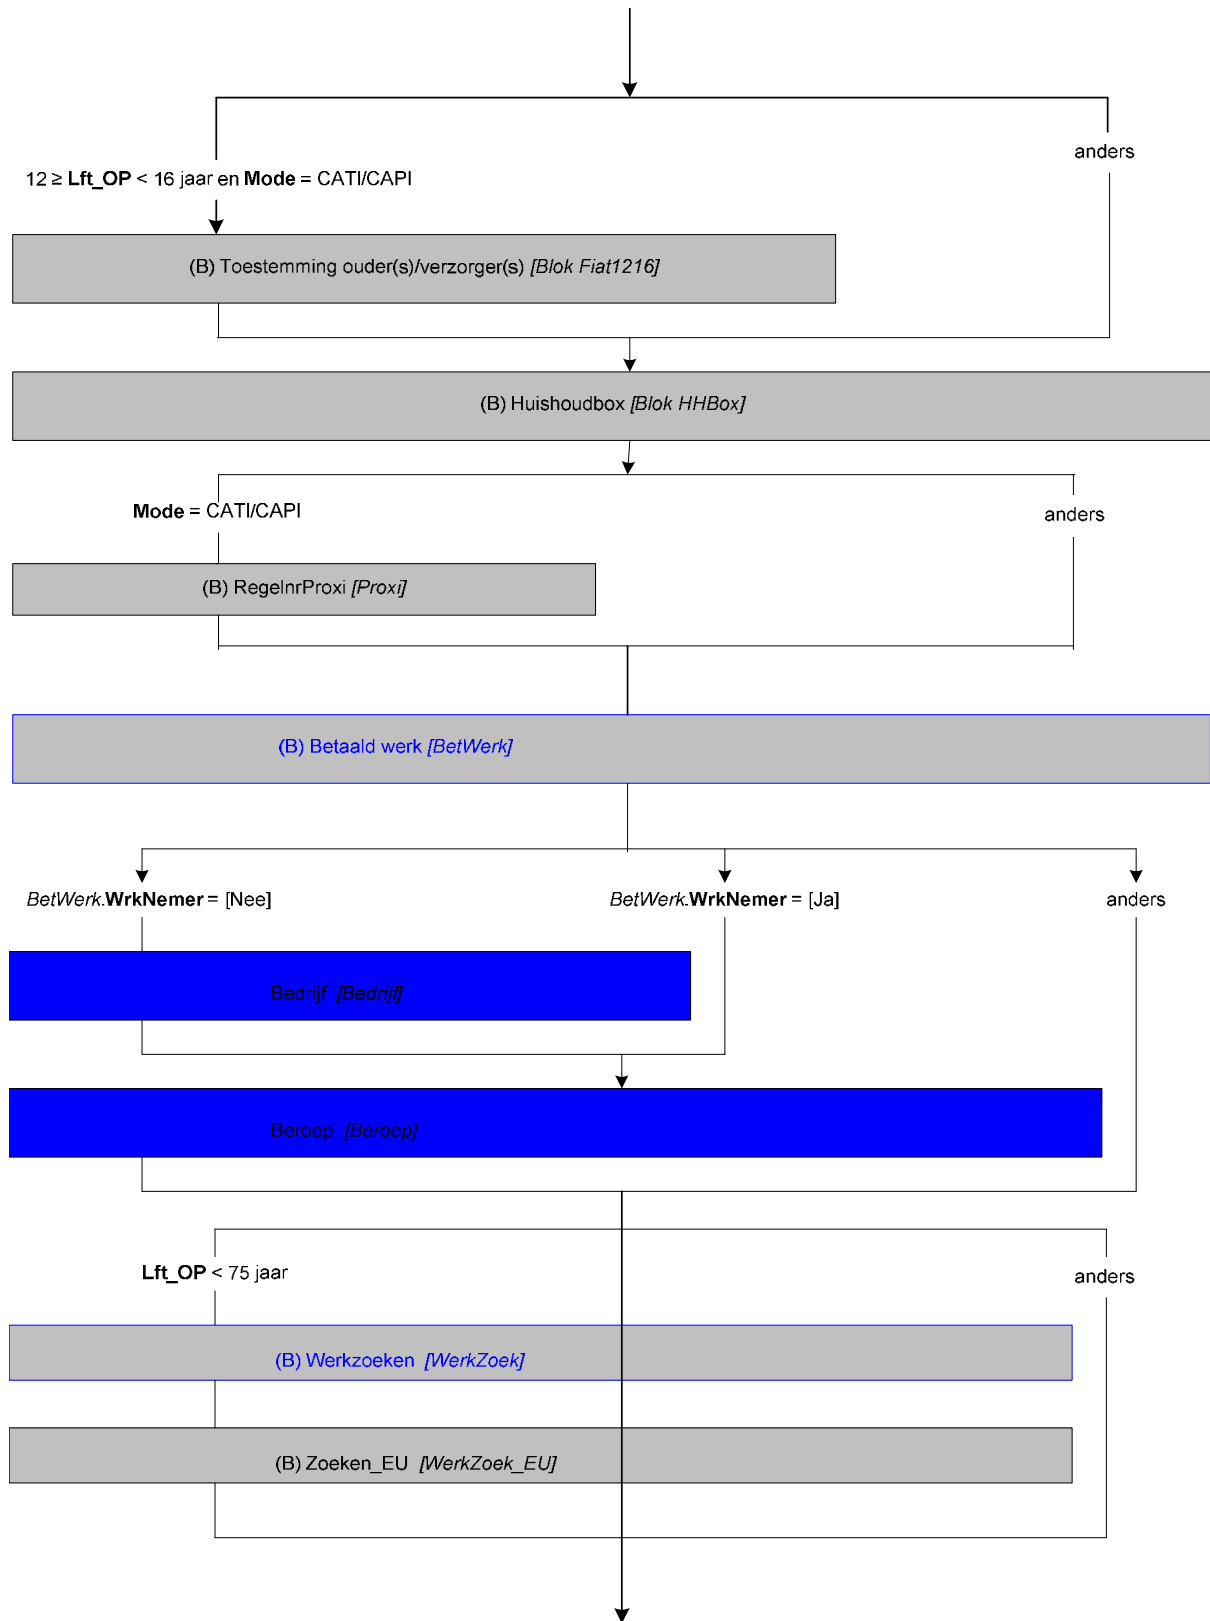 anders
12 ≥ Lft_OP < 16 jaar en Mode = CATI/CAPI
(B) Toestemming ouder(s)/verzorger(s) [Blok Fiat1216]
(B) Huishoudbox [Blok HHBox]
Mode = CATI/CAPI
anders
(B) RegelnrProxi [Proxi]
(B) Betaald werk [BetWerk]
BetWerk.WrkNemer = [Nee]
BetWerk.WrkNemer = [Ja]
anders
Bedrijf [Bedrijf]
Beroep [Beroep]
Lft_OP < 75 jaar
anders
(B) Werkzoeken [WerkZoek]
(B) Zoeken_EU [WerkZoek_EU]